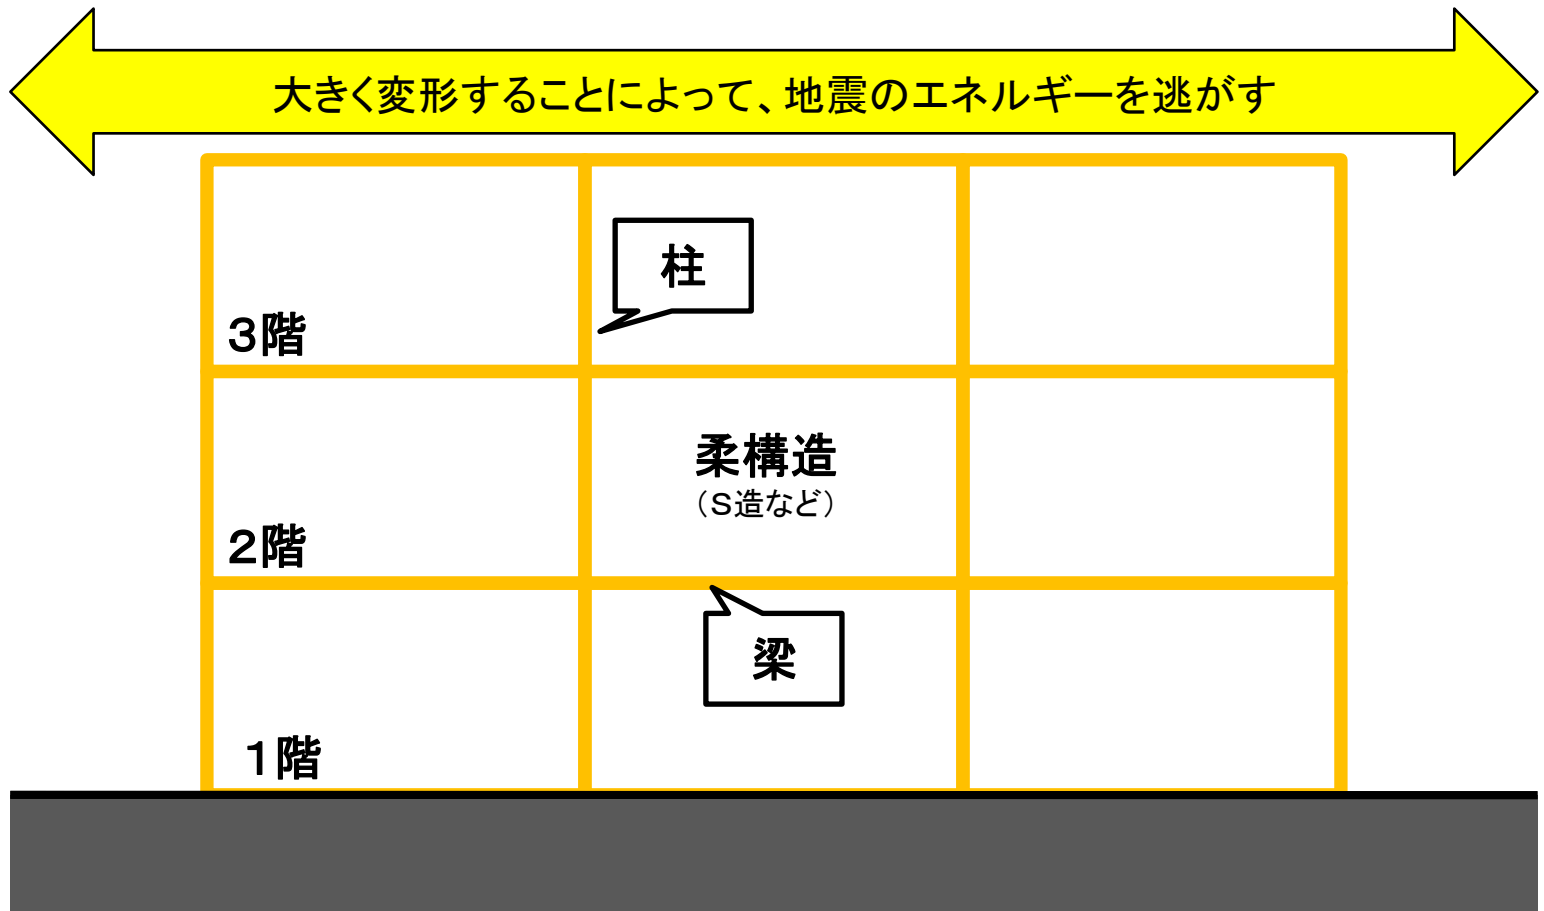 大きく変形することによって、地震のエネルギーを逃がす
柱
３階
柔構造
（Ｓ造など）
２階
梁
１階